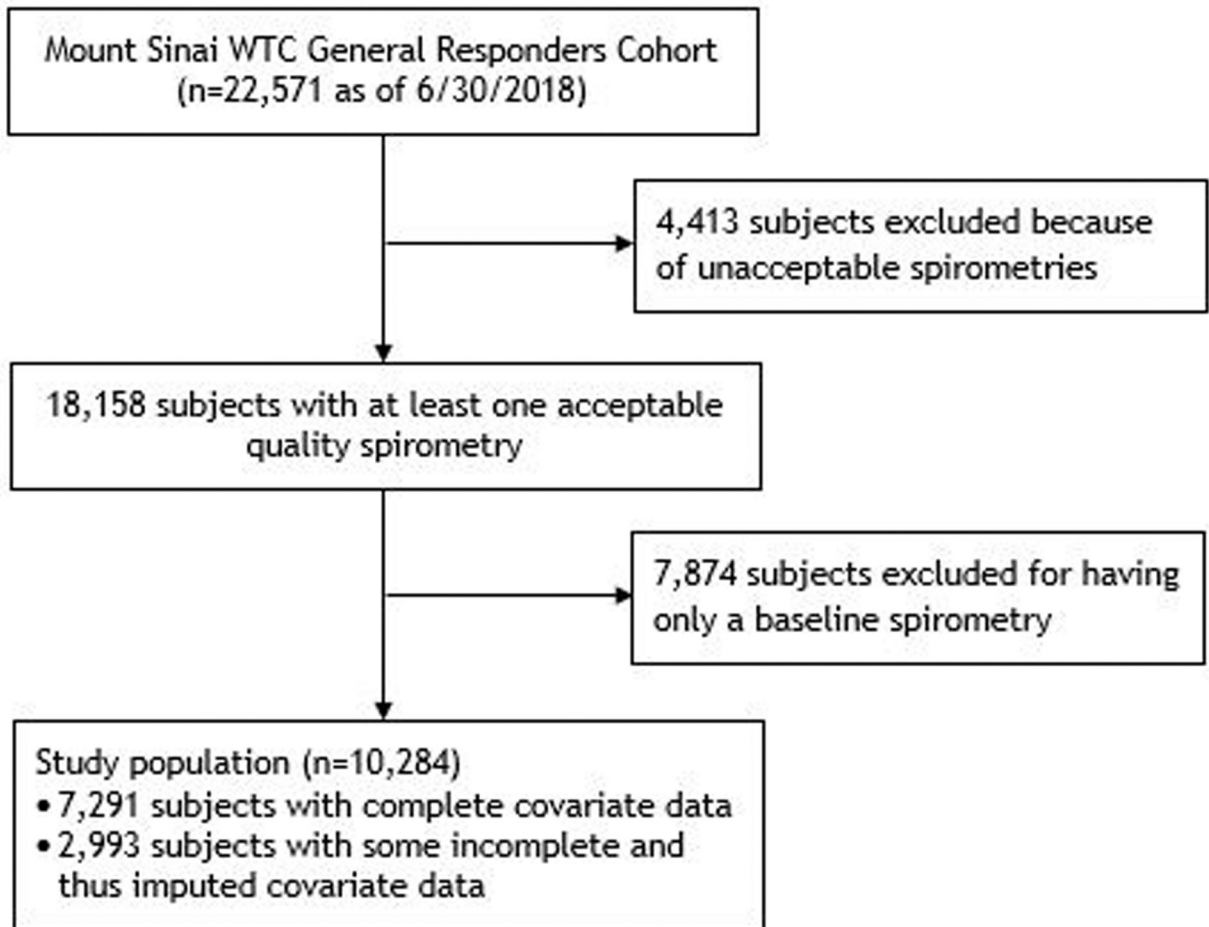 Mount Sinai WTC General Responders Cohort
(n=22,571 as of 6/30/2018)
4,413 subjects excluded because
of unacceptable spirometries
18,158 subjects with at least one acceptable
quality spirometry
7,874 subjects excluded for having
only a baseline spirometry
Study population (n=10,284)
• 7,291 subjects with complete covariate data
• 2,993 subjects with some incomplete and
thus imputed covariate data